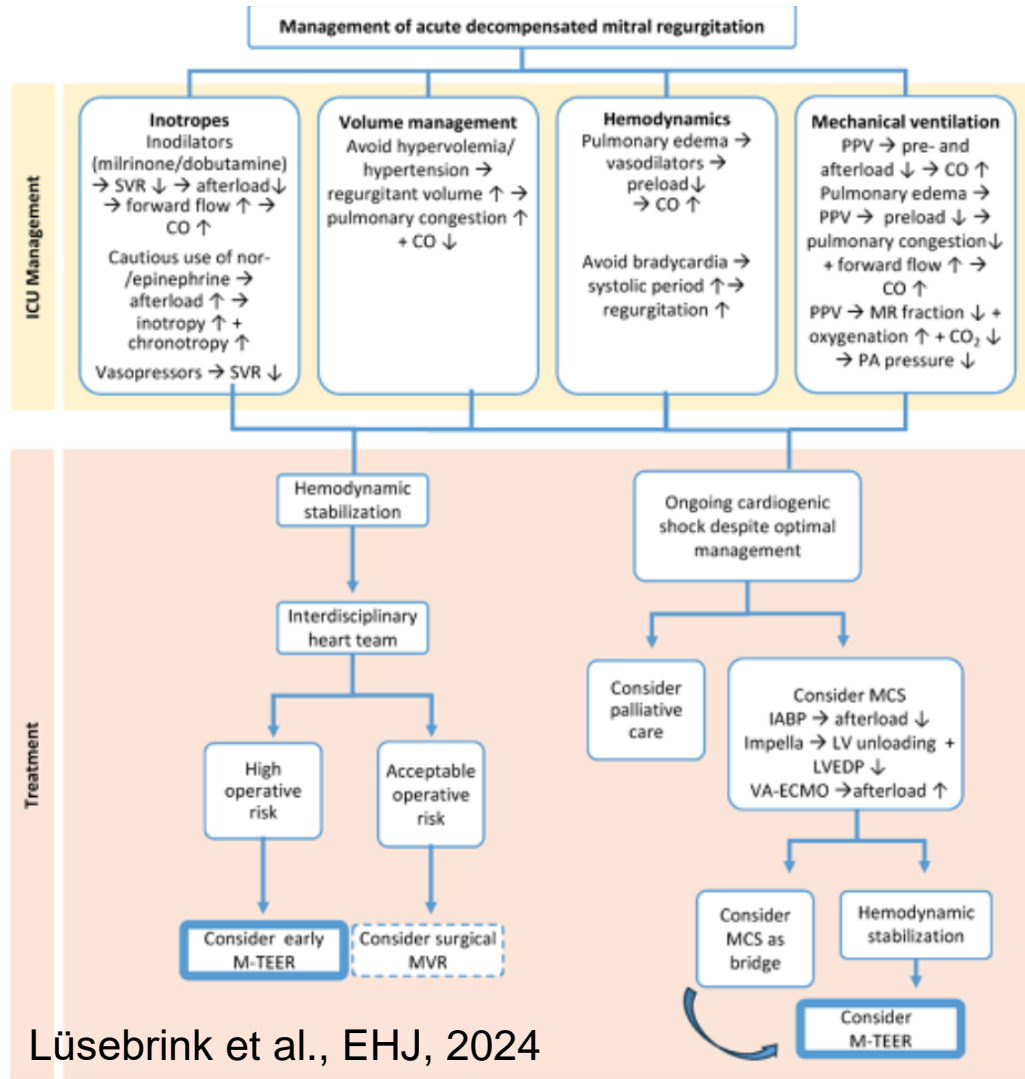 Management of acute decompensated mitral regurgitation
ICU Management
Inotropes
Inodilators
(milrinone/dobutamine)
→ SVR ↓ → afterload↓
→ forward flow ↑ →
CO ↑
Cautious use of nor-
/epinephrine →
afterload ↑ →
inotropy ↑ +
chronotropy ↑
Vasopressors → SVR ↓
Volume management
Avoid hypervolemia/
hypertension →
regurgitant volume ↑ →
pulmonary congestion ↑
+ CO ↓
Hemodynamics
Pulmonary edema →
vasodilators →
preload↓
→ CO ↑
Avoid bradycardia →
systolic period ↑→
regurgitation ↑
Mechanical ventilation
PPV → pre- and
afterload ↓ → CO ↑
Pulmonary edema →
PPV → preload ↓ →
pulmonary congestion↓
+ forward flow ↑ →
CO ↑
PPV → MR fraction ↓ +
oxygenation ↑ + CO₂ ↓
→ PA pressure ↓
Treatment
Hemodynamic
stabilization
Interdisciplinary
heart team
High
operative
risk
Acceptable
operative
risk
Consider early
M-TEER
Consider surgical
MVR
Ongoing cardiogenic
shock despite optimal
management
Consider
palliative
care
Consider MCS
IABP → afterload ↓
Impella → LV unloading +
LVEDP ↓
VA-ECMO →afterload ↑
Consider
MCS as
bridge
Hemodynamic
stabilization
Consider
M-TEER
Lüsebrink et al., EHJ, 2024